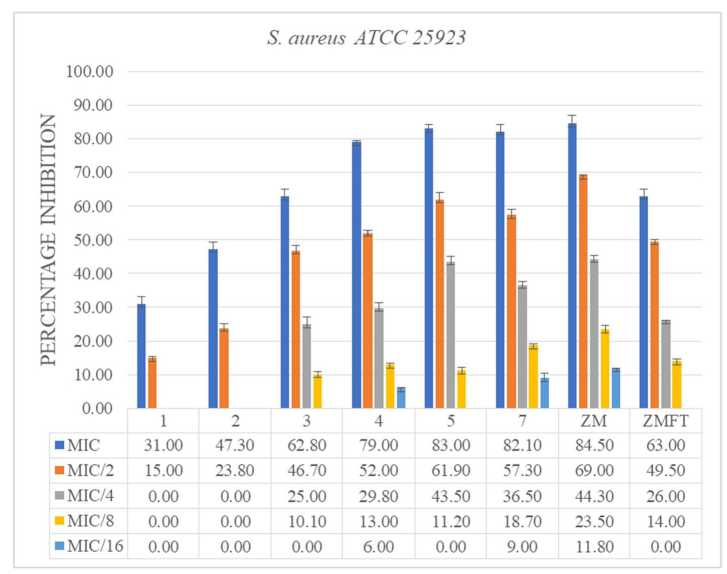 S. aureus ATCC 25923
PERCENTAGE INHIBITION
100.00
90.00
80.00
70.00
60.00
50.00
40.00
30.00
20.00
10.00
0.00
1 2 3 4 5 7 ZM ZMFT
MIC 31.00 47.30 62.80 79.00 83.00 82.10 84.50 63.00
MIC/2 15.00 23.80 46.70 52.00 61.90 57.30 69.00 49.50
MIC/4 0.00 0.00 25.00 29.80 43.50 36.50 44.30 26.00
MIC/8 0.00 0.00 10.10 13.00 11.20 18.70 23.50 14.00
MIC/16 0.00 0.00 0.00 6.00 0.00 9.00 11.80 0.00